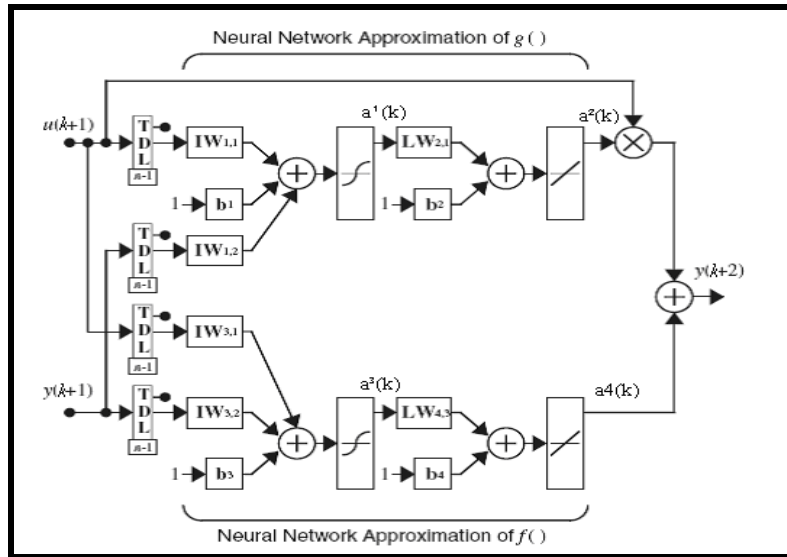 Neural Network Approximation of g ( )
a¹(k)
a²(k)
u(k+1)
T D L
n-1
IW1,1
LW2,1
1
b1
1
b2
T D L
n-1
IW1,2
y(k+2)
T D L
n-1
IW3,1
a³(k)
a4(k)
y(k+1)
T D L
n-1
IW3,2
LW4,3
1
b3
1
b4
Neural Network Approximation of f ( )